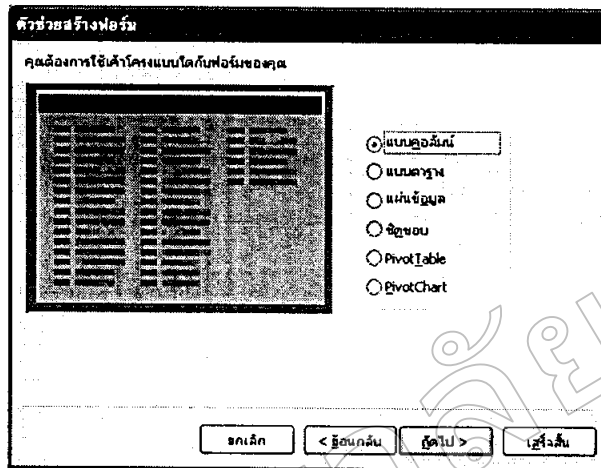 ตัวช่วยสร้างฟอร์ม
คุณต้องการใช้เค้าโครงแบบใดกับฟอร์มของคุณ
แบบคอลัมน์
แบบตาราง
แผ่นข้อมูล
ชิดขอบ
PivotTable
PivotChart
ยกเลิก
< ย้อนกลับ
ถัดไป >
เสร็จสิ้น